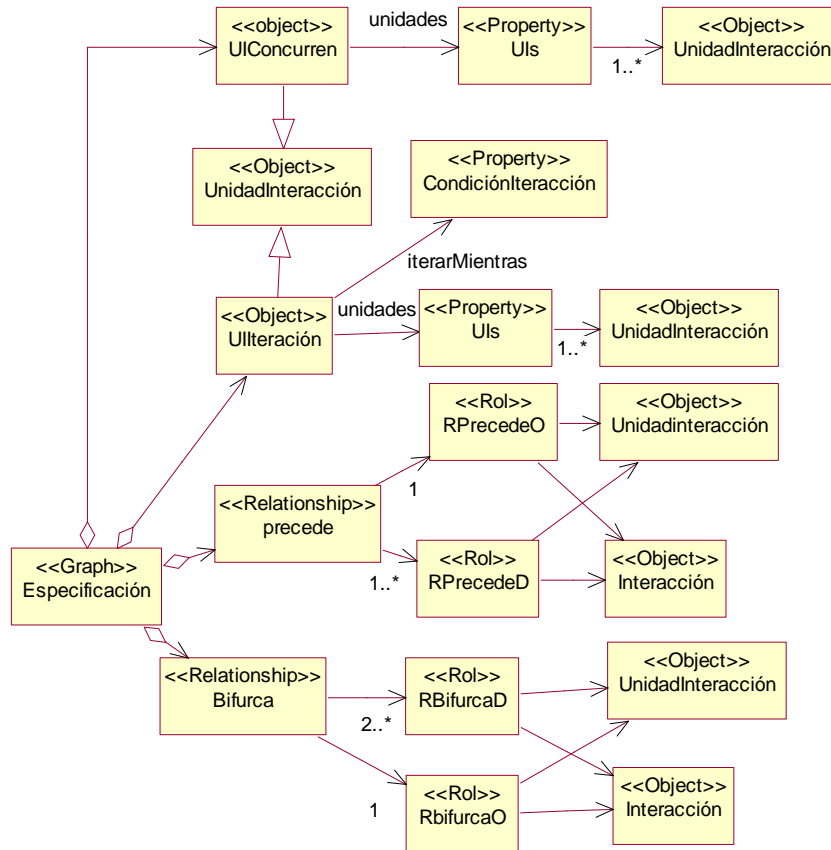 <<object>>
UIConcurren
unidades
<<Property>>
UIs
1..*
<<Object>>
UnidadInteracción
<<Object>>
UnidadInteracción
<<Property>>
CondiciónIteracción
iterarMientras
<<Object>>
UIIteración
unidades
<<Property>>
UIs
1..*
<<Object>>
UnidadInteracción
<<Rol>>
RPrecedeO
<<Object>>
Unidadinteracción
1
<<Relationship>>
precede
1..*
<<Rol>>
RPrecedeD
<<Object>>
Interacción
<<Graph>>
Especificación
<<Relationship>>
Bifurca
2..*
<<Rol>>
RBifurcaD
<<Object>>
UnidadInteracción
1
<<Rol>>
RbifurcaO
<<Object>>
Interacción